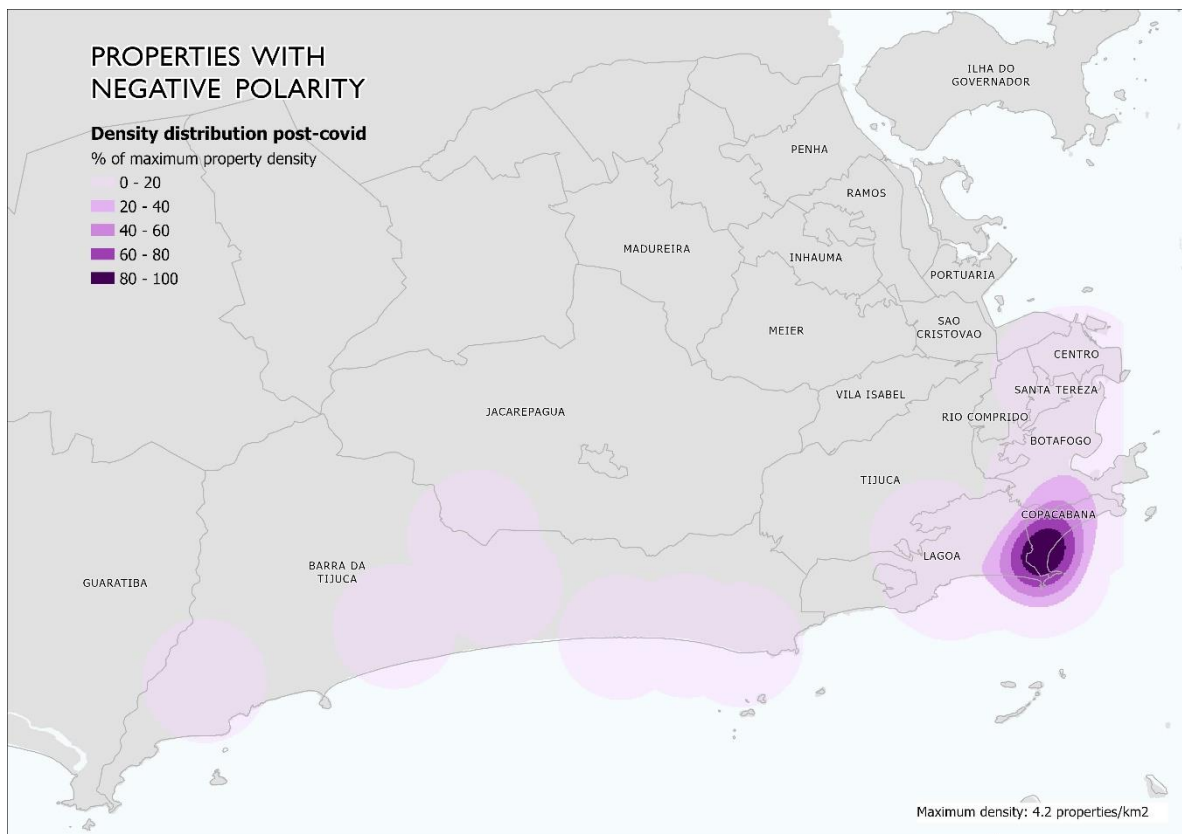 PROPERTIES WITH
NEGATIVE POLARITY
Density distribution post-covid
% of maximum property density
0 - 20
20 - 40
40 - 60
60 - 80
80 - 100
ILHA DO
GOVERNADOR
PENHA
RAMOS
MADUREIRA
INHAUMA
PORTUARIA
MEIER
SAO
CRISTOVAO
CENTRO
SANTA TEREZA
VILA ISABEL
JACAREPAGUA
RIO COMPRIDO
BOTAFOGO
TIJUCA
COPACABANA
LAGOA
BARRA DA
TIJUCA
GUARATIBA
Maximum density: 4.2 properties/km2